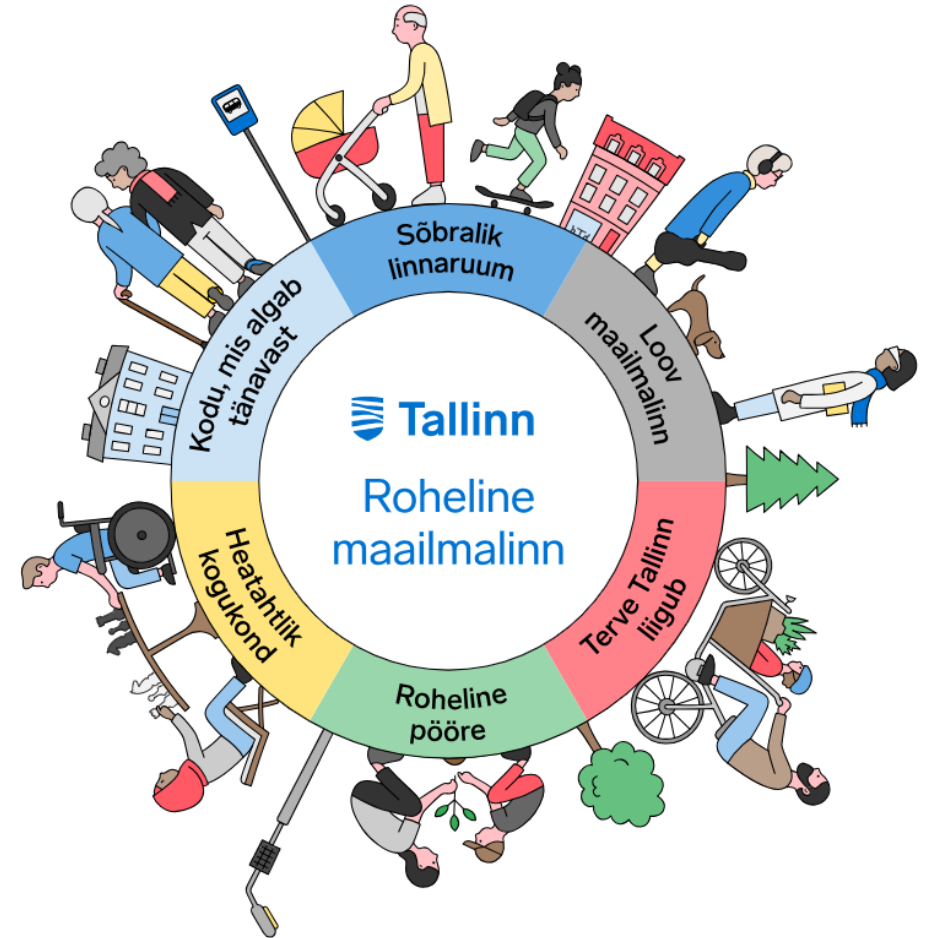 Sõbralik
linnaruum
Loov
maailmalinn
Terve Tallinn
liigub
Roheline
pööre
Heatahtlik
kogukond
Kodu, mis algab
tänavast
Tallinn
Roheline
maailmalinn